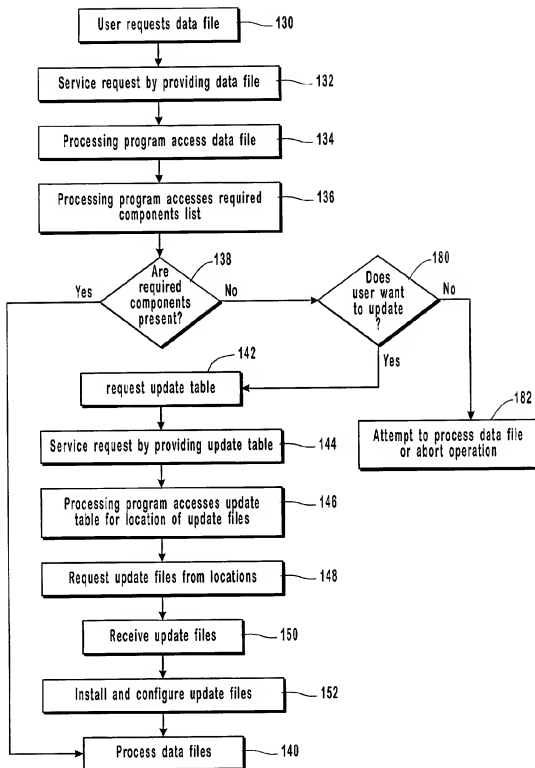 User requests data file
130
Service request by providing data file
132
Processing program access data file
134
Processing program accesses required
components list
136
Are
required
components
present?
138
Yes
No
Does
user want
to update
?
180
No
Yes
request update table
142
Attempt to process data file
or abort operation
182
Service request by providing update table
144
Processing program accesses update
table for location of update files
146
Request update files from locations
148
Receive update files
150
Install and configure update files
152
Process data files
140